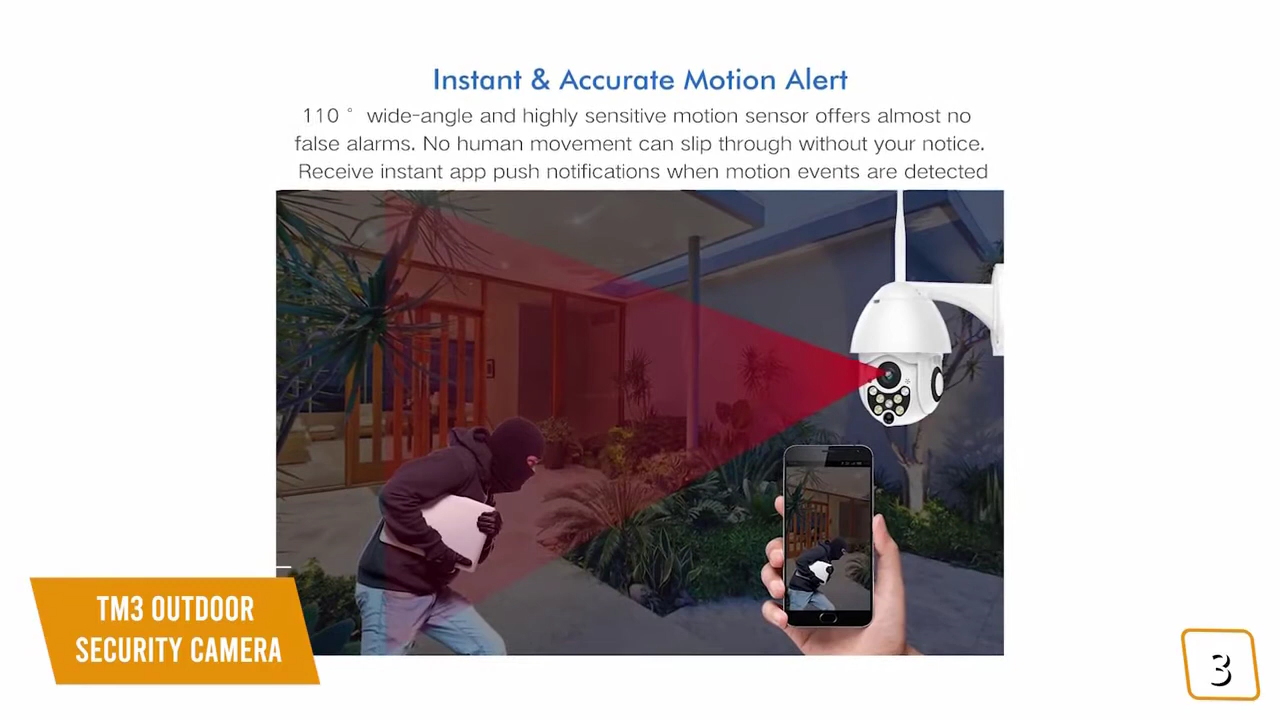 Instant & Accurate Motion Alert
110 ° wide-angle and highly sensitive motion sensor offers almost no
false alarms. No human movement can slip through without your notice.
Receive instant app push notifications when motion events are detected
TM3 OUTDOOR
SECURITY CAMERA
3